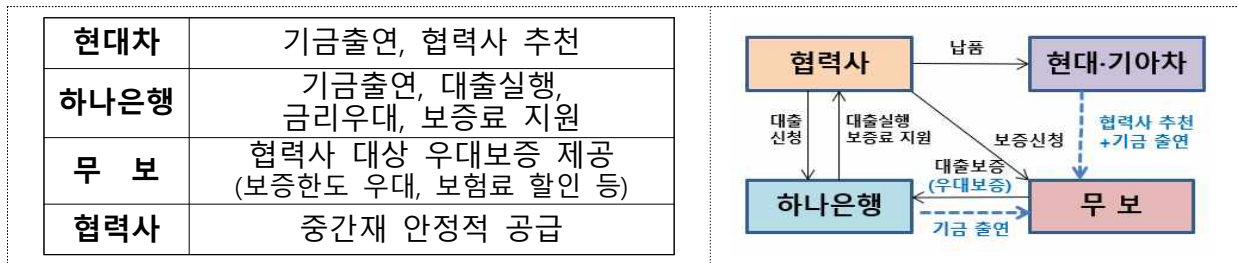 현대차 기금출연, 협력사 추천
하나은행 기금출연, 대출실행,
금리우대, 보증료 지원
무 보 협력사 대상 우대보증 제공
(보증한도 우대, 보험료 할인 등)
협력사 중간재 안정적 공급
협력사
납품
현대·기아차
대출
신청
대출실행
보증료 지원
보증신청
협력사 추천
+기금 출연
대출보증
(우대보증)
하나은행
기금 출연
무 보